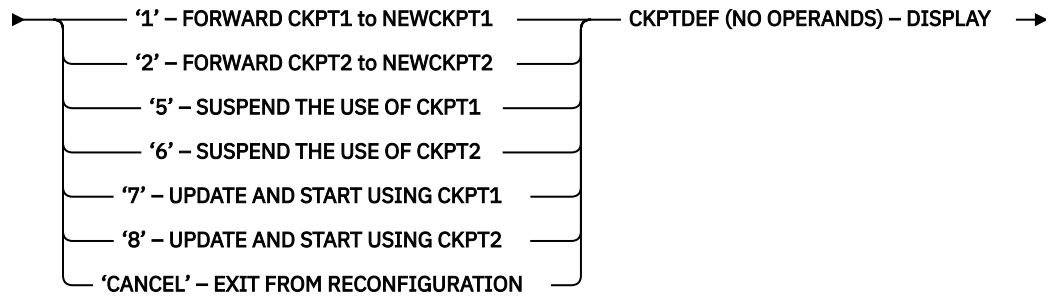 ‘1’ – FORWARD CKPT1 to NEWCKPT1
CKPTDEF (NO OPERANDS) – DISPLAY
‘2’ – FORWARD CKPT2 to NEWCKPT2
‘5’ – SUSPEND THE USE OF CKPT1
‘6’ – SUSPEND THE USE OF CKPT2
‘7’ – UPDATE AND START USING CKPT1
‘8’ – UPDATE AND START USING CKPT2
‘CANCEL’ – EXIT FROM RECONFIGURATION